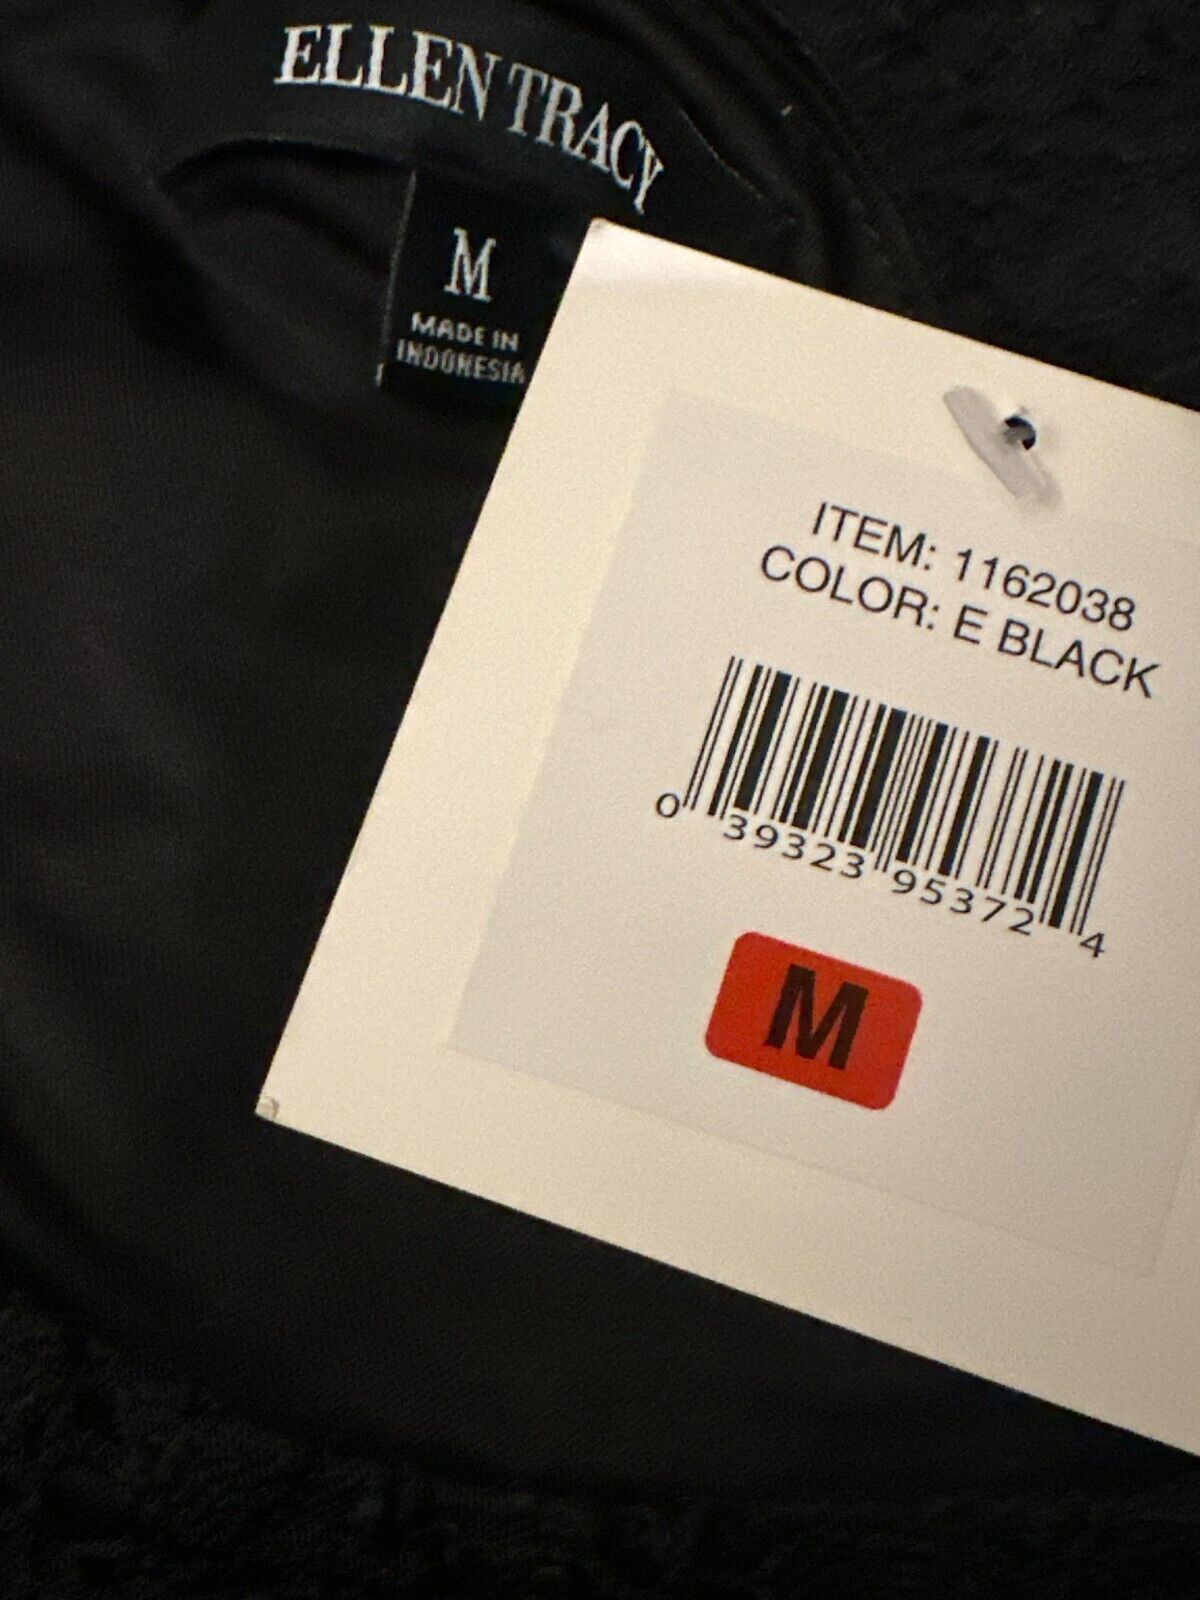 ELLEN TRACY
M
MADE IN
INDONESIA
ITEM: 1162038
COLOR: E BLACK
0 39323 95372 4
M